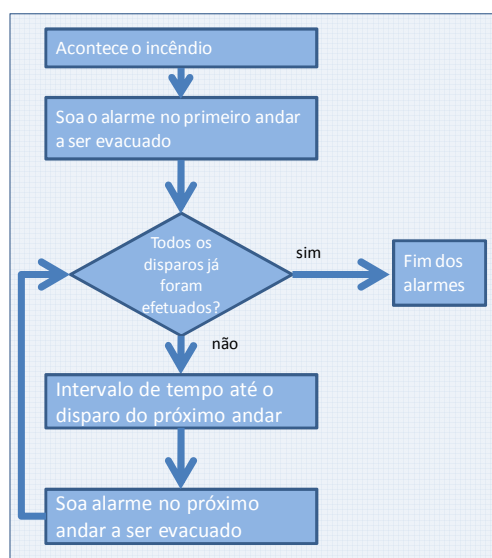 Acontece o incêndio
Soa o alarme no primeiro andar
a ser evacuado
Todos os
disparos já
foram
efetuados?
sim
Fim dos
alarmes
não
Intervalo de tempo até o
disparo do próximo andar
Soa alarme no próximo
andar a ser evacuado